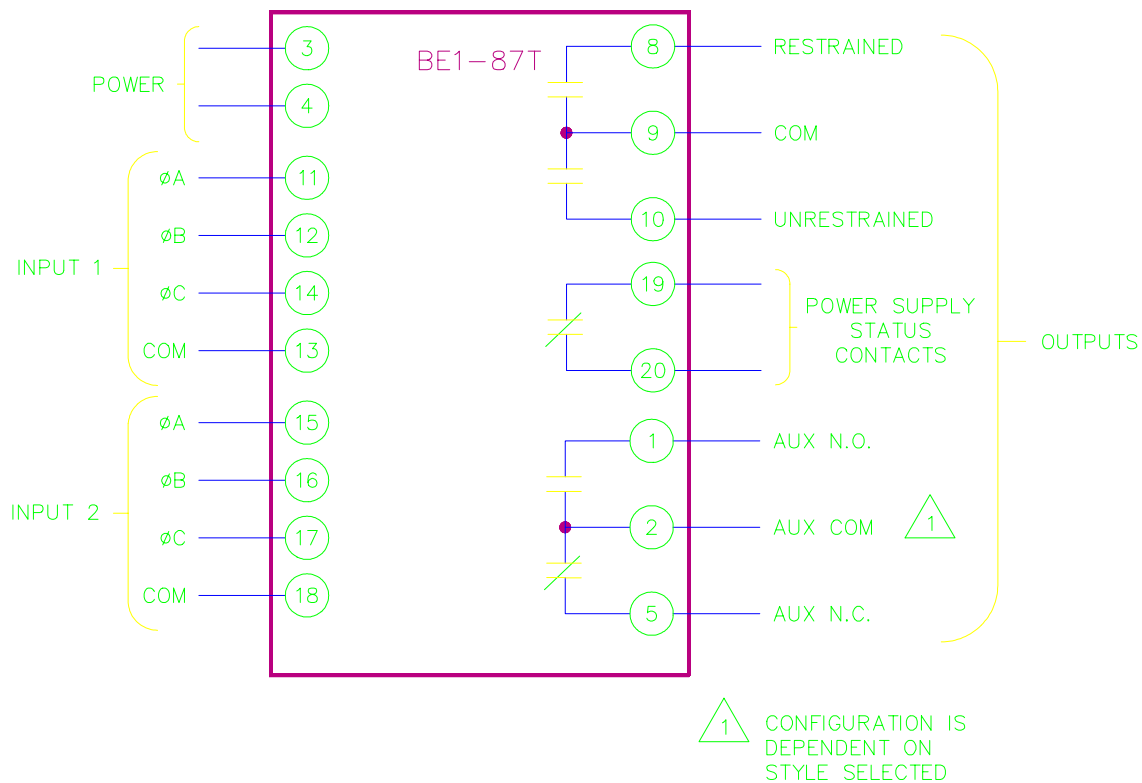 BE1-87T
POWER
3
4
INPUT 1
øA 11
øB 12
øC 14
COM 13
INPUT 2
øA 15
øB 16
øC 17
COM 18
8 RESTRAINED
9 COM
10 UNRESTRAINED
19
20
POWER SUPPLY
STATUS
CONTACTS
1 AUX N.O.
2 AUX COM 1
5 AUX N.C.
OUTPUTS
1 CONFIGURATION IS
DEPENDENT ON
STYLE SELECTED